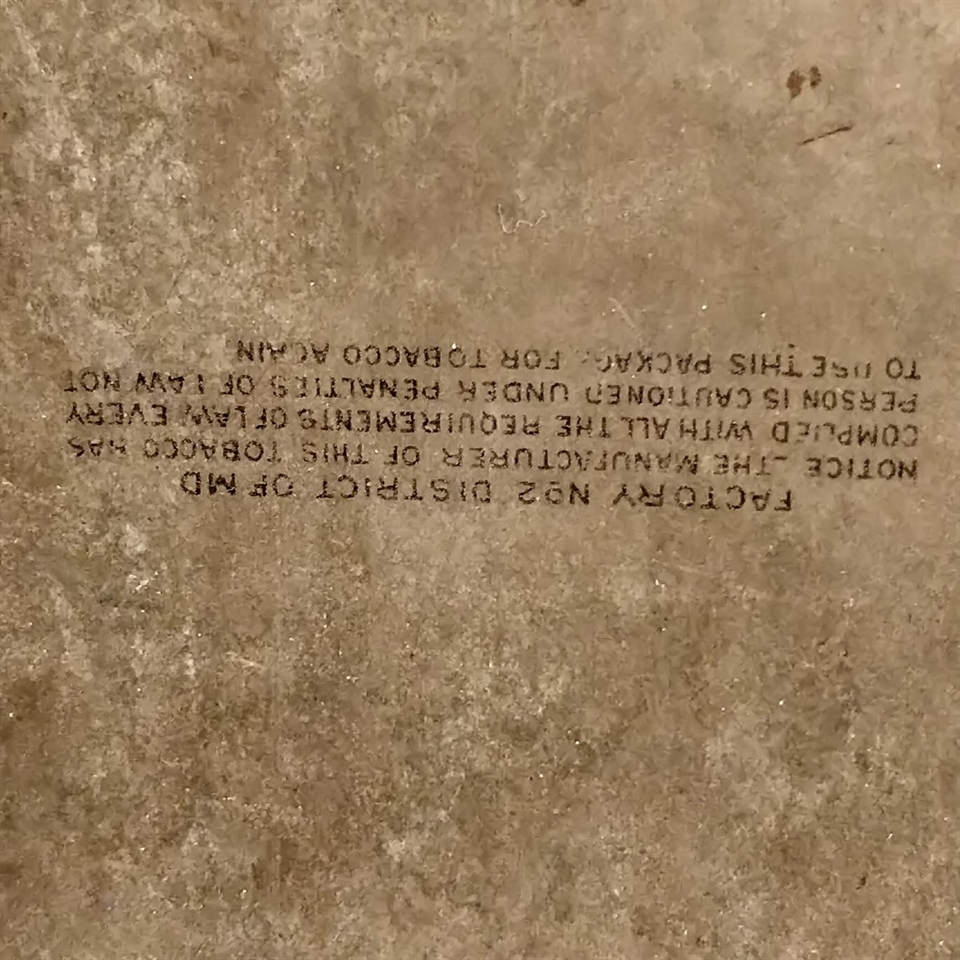 FACTORY Nº2 DISTRICT OF MD
NOTICE _THE MANUFACTURER OF THIS TOBACCO HAS
COMPLIED WITH ALL THE REQUIREMENTS OF LAW EVERY
PERSON IS CAUTIONED UNDER PENALTIES OF LAW NOT
TO USE THIS PACKAGE FOR TOBACCO AGAIN